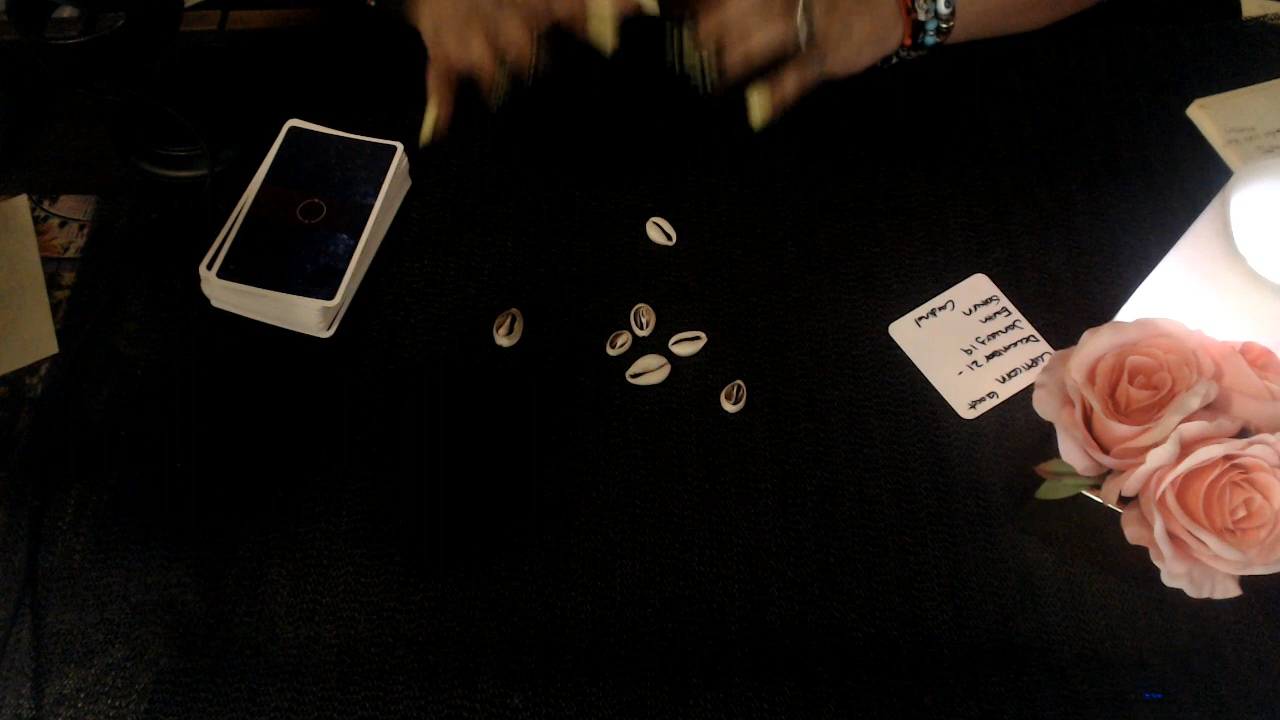 Capricorn Goat
December 21 -
January 19
Earth
Saturn
Cardinal